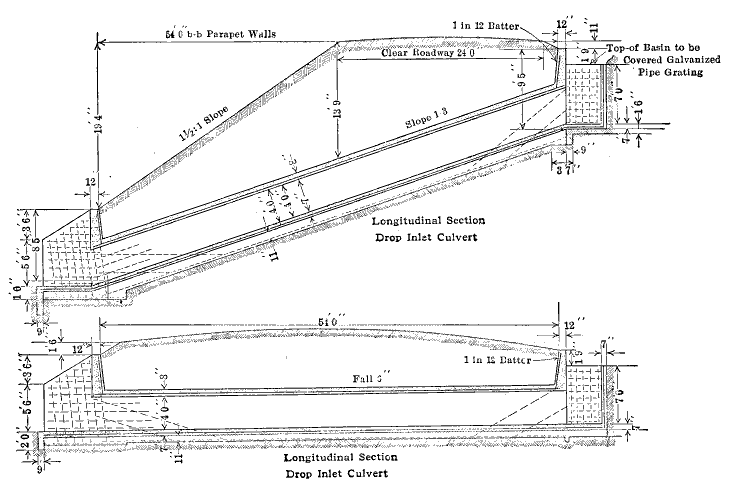 1 in 12 Batter
12"
11"
5̍4 0̎ b-b Parapet Walls
Clear Roadway 24 0
1 9
Top of Basin to be
Covered Galvanized
Pipe Grating
9 5"
7 0"
1 6"
7"
19 4"
13 9"
1½:1 Slope
Slope 1-3
9"
3 7"
12"
8"
4 0"
4 0"
7"
3 6"
8 5
5 6"
1 0"
9"
11"
Longitudinal Section
Drop Inlet Culvert
54 0"
12"
1 6"
12"
1 9"
7"
1 in 12 Batter
3 6"
Fall 6"
8"
5 6"
4 0"
7 0"
2 0"
7"
7"
9"
11"
Longitudinal Section
Drop Inlet Culvert